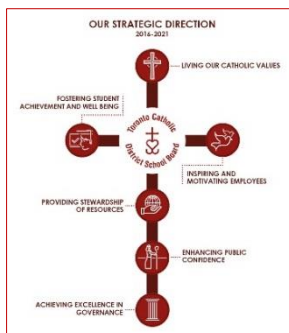 OUR STRATEGIC DIRECTION
2016-2021
LIVING OUR CATHOLIC VALUES
FOSTERING STUDENT
ACHIEVEMENT AND WELL BEING
Toronto Catholic
District School Board
INSPIRING AND
MOTIVATING EMPLOYEES
PROVIDING STEWARDSHIP
OF RESOURCES
ENHANCING PUBLIC
CONFIDENCE
ACHIEVING EXCELLENCE IN
GOVERNANCE